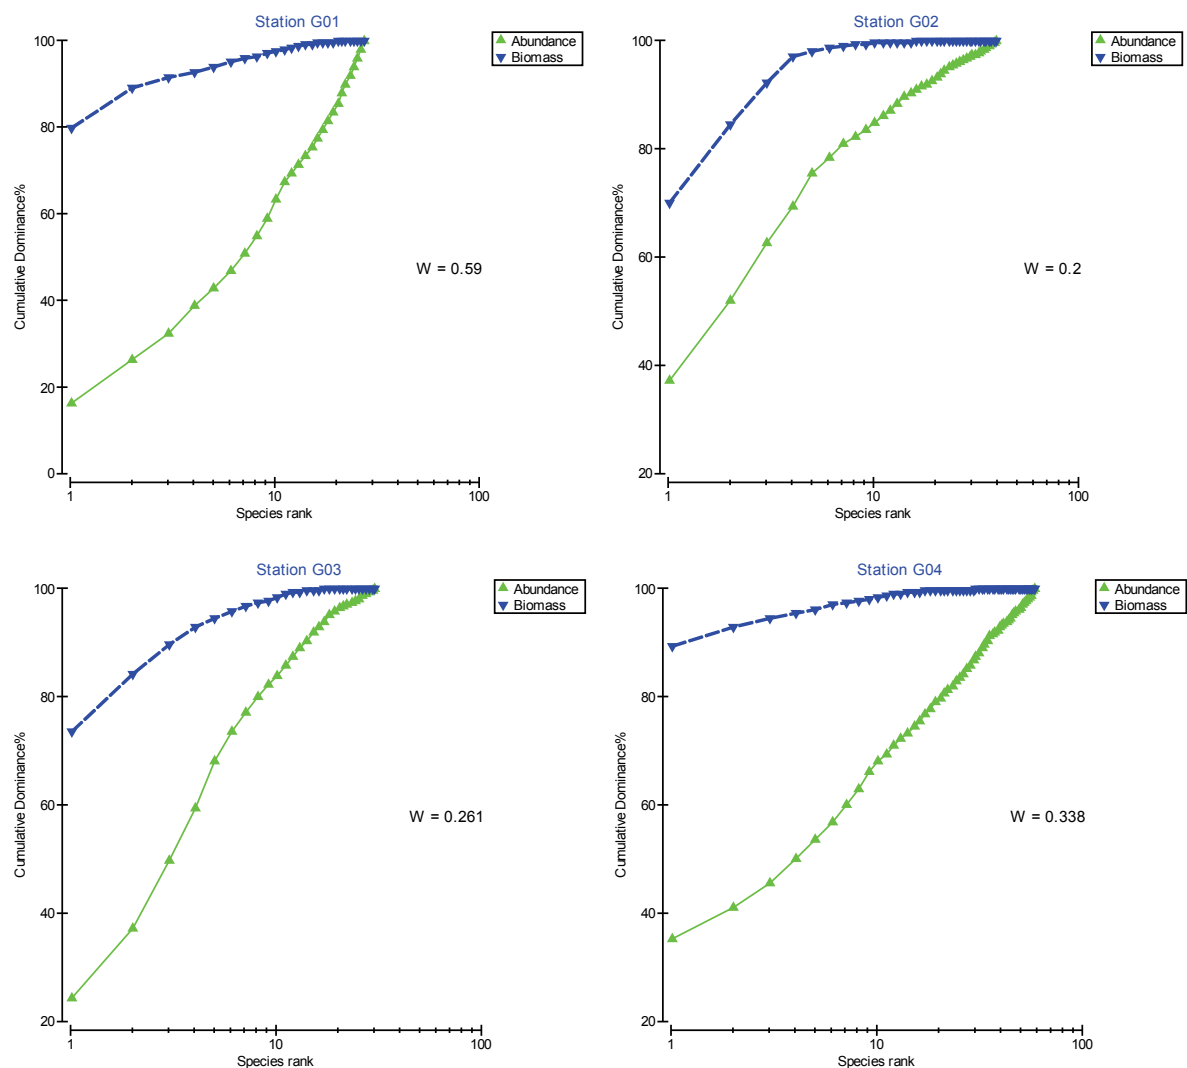 Station G01
Abundance
Biomass
100
80
60
40
20
0
Cumulative Dominance%
W = 0.59
1
10
100
Species rank
Station G02
Abundance
Biomass
100
80
60
40
20
Cumulative Dominance%
W = 0.2
1
10
100
Species rank
Station G03
Abundance
Biomass
100
80
60
40
20
Cumulative Dominance%
W = 0.261
1
10
100
Species rank
Station G04
Abundance
Biomass
100
80
60
40
20
Cumulative Dominance%
W = 0.338
1
10
100
Species rank